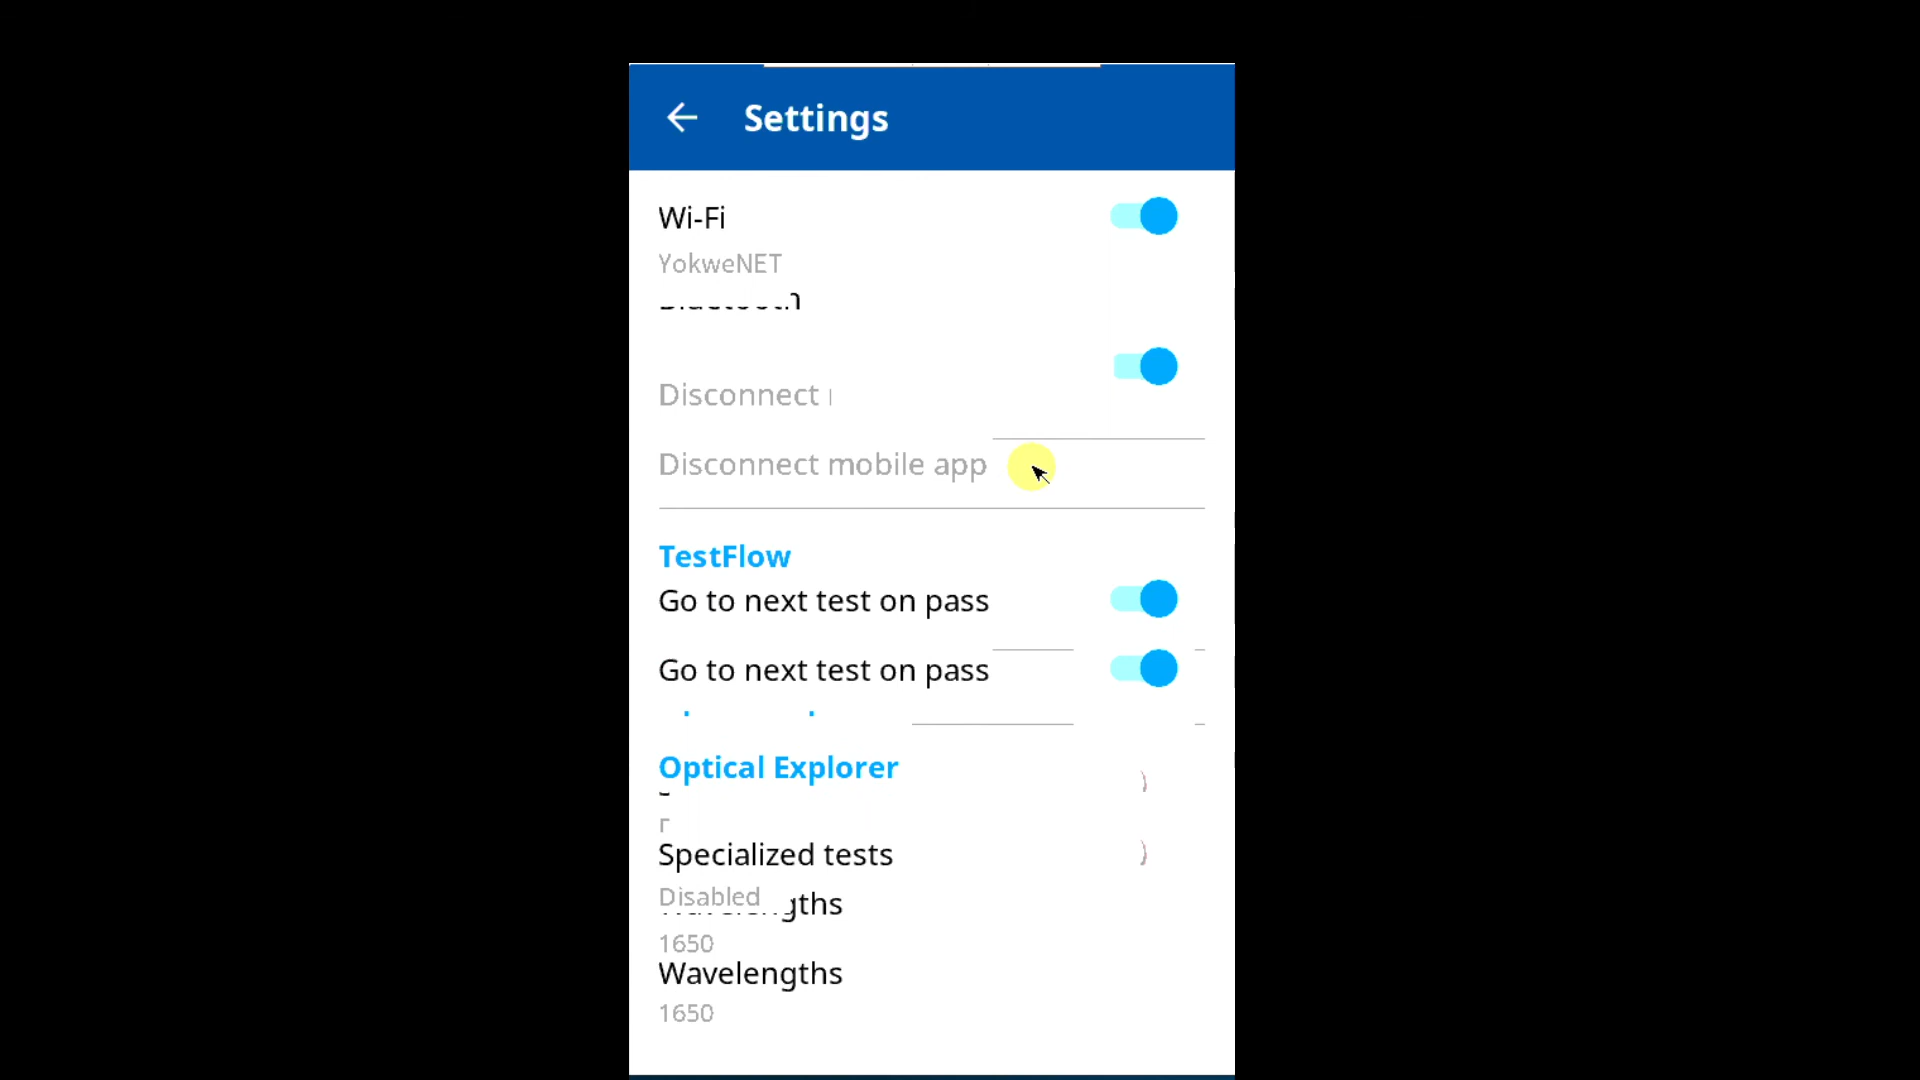 Settings
Wi-Fi
YokweNET
Disconnect
Disconnect mobile app
TestFlow
Go to next test on pass
Go to next test on pass
Optical Explorer
Specialized tests
Disabled
1650
Wavelengths
1650